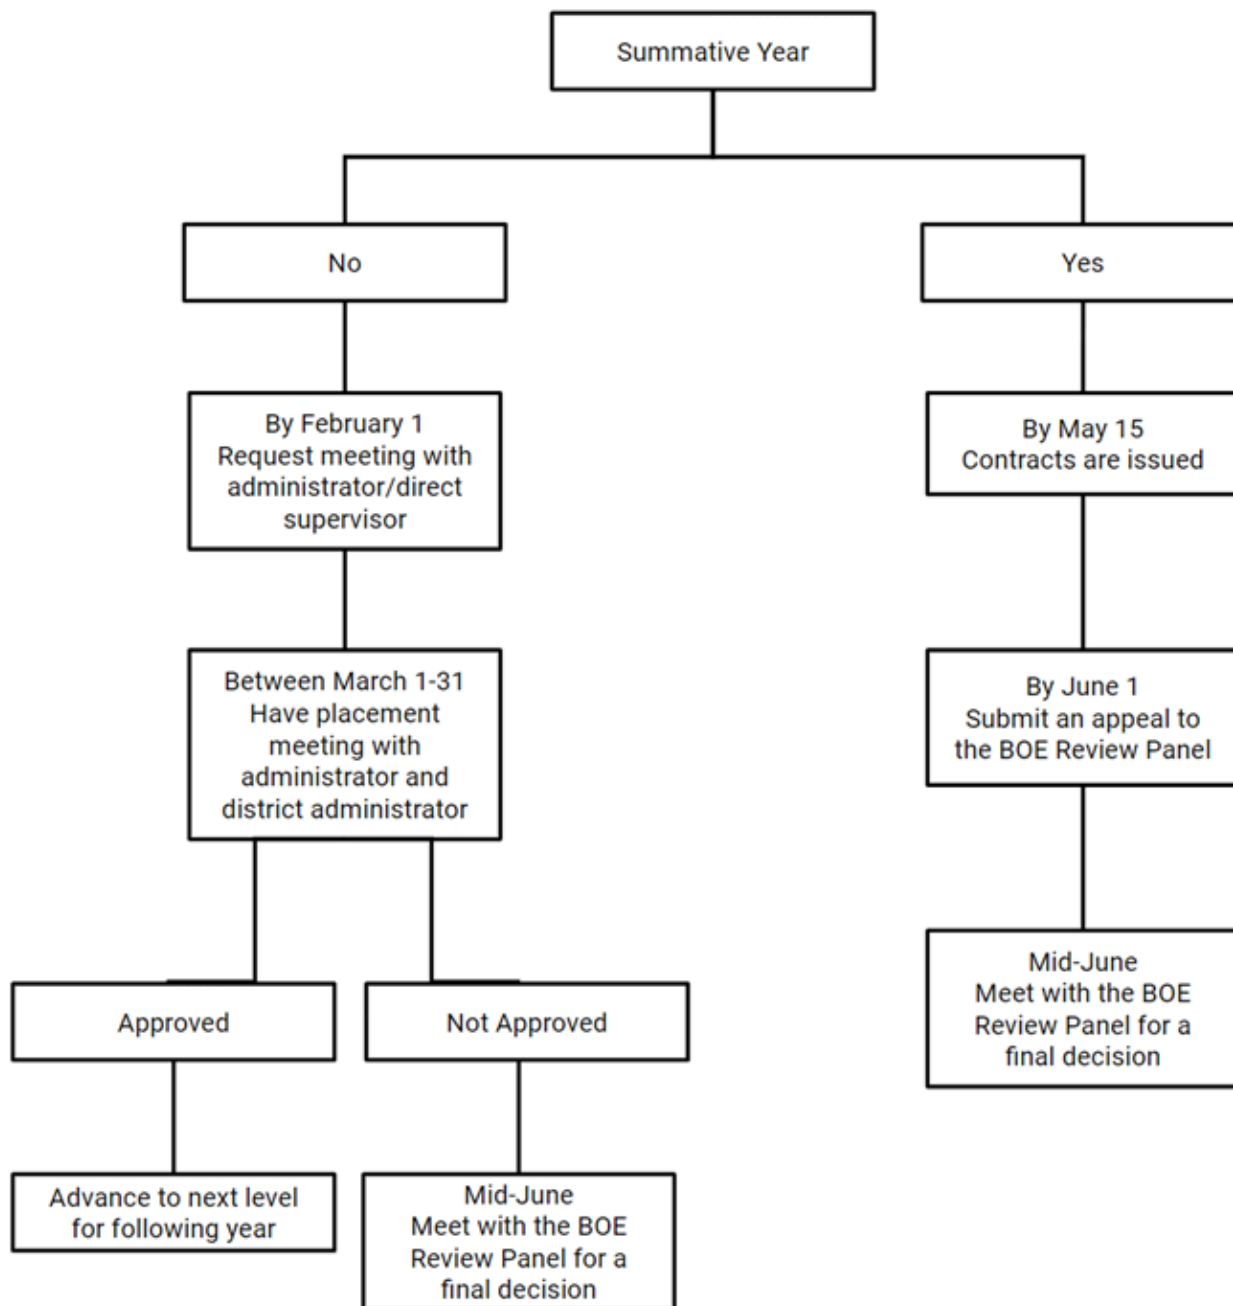 Summative Year
No
Yes
By February 1
Request meeting with
administrator/direct
supervisor
By May 15
Contracts are issued
Between March 1-31
Have placement
meeting with
administrator and
district administrator
By June 1
Submit an appeal to
the BOE Review Panel
Approved
Not Approved
Mid-June
Meet with the BOE
Review Panel for a
final decision
Advance to next level
for following year
Mid-June
Meet with the BOE
Review Panel for a
final decision